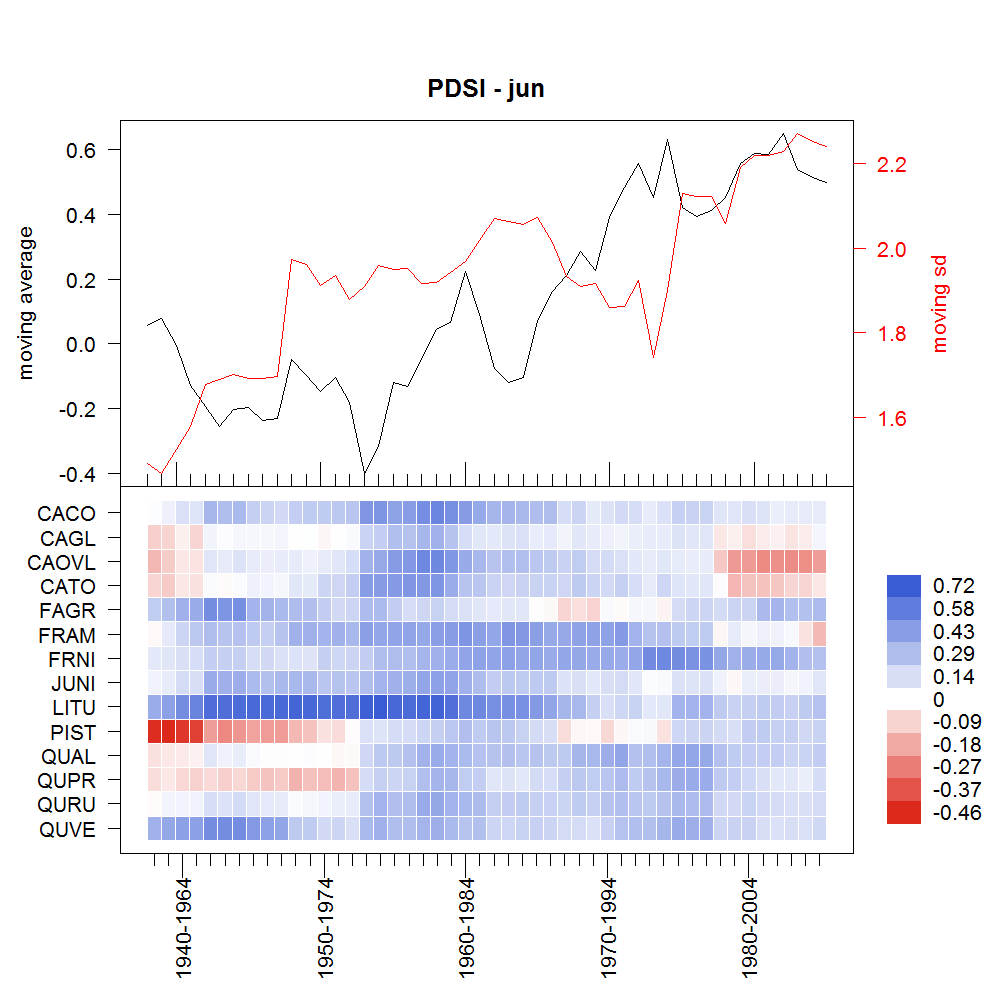 PDSI - jun
moving average
0.6
0.4
0.2
0.0
-0.2
-0.4
2.2
2.0
1.8
1.6
moving sd
CACO
CAGL
CAOVL
CATO
FAGR
FRAM
FRNI
JUNI
LITU
PIST
QUAL
QUPR
QURU
QUVE
1940-1964
1950-1974
1960-1984
1970-1994
1980-2004
0.72
0.58
0.43
0.29
0.14
0
-0.09
-0.18
-0.27
-0.37
-0.46